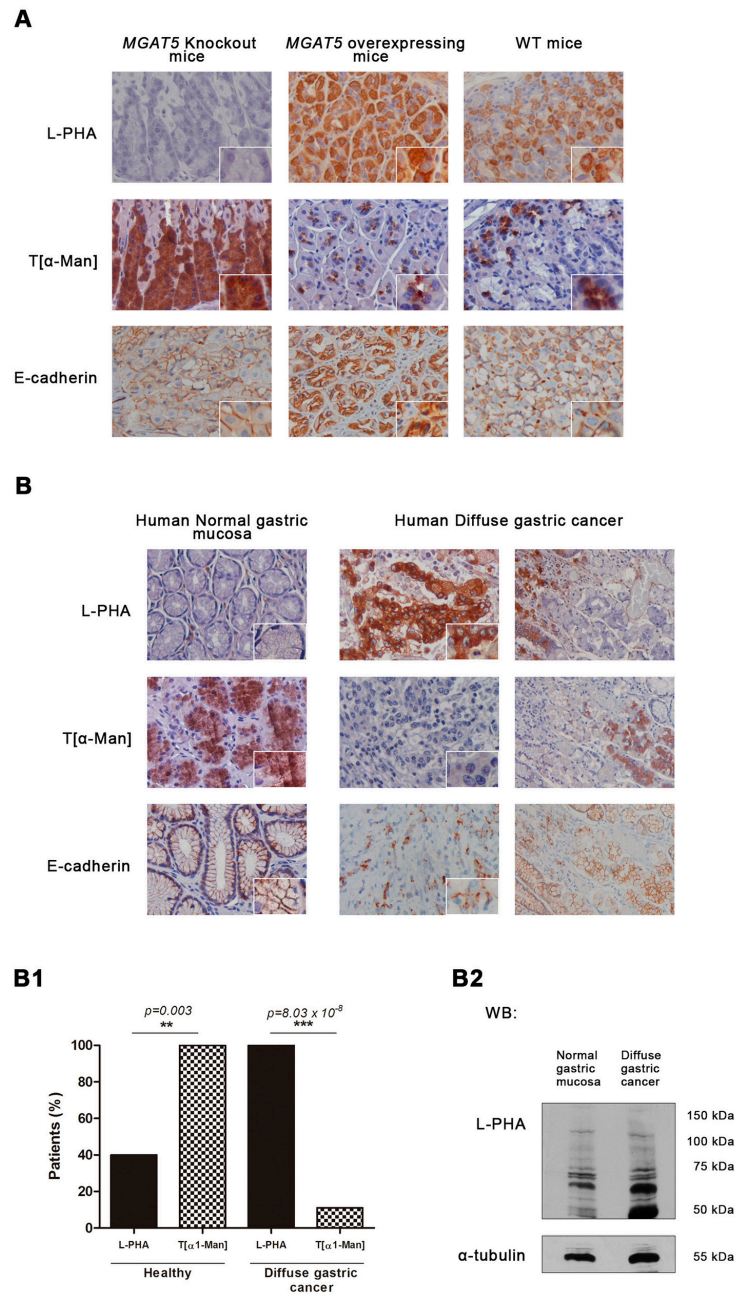 A
MGAT5 Knockout
mice
MGAT5 overexpressing
mice
WT mice
L-PHA
T[α-Man]
E-cadherin
B
Human Normal gastric
mucosa
Human Diffuse gastric cancer
L-PHA
T[α-Man]
E-cadherin
B1
p=0.003
**
p=8.03 x 10-8
***
Patients (%)
100
80
60
40
20
0
L-PHA
T[α1-Man]
L-PHA
T[α1-Man]
Healthy
Diffuse gastric
cancer
B2
WB:
Normal
gastric
mucosa
Diffuse
gastric
cancer
L-PHA
150 kDa
100 kDa
75 kDa
50 kDa
α-tubulin
55 kDa